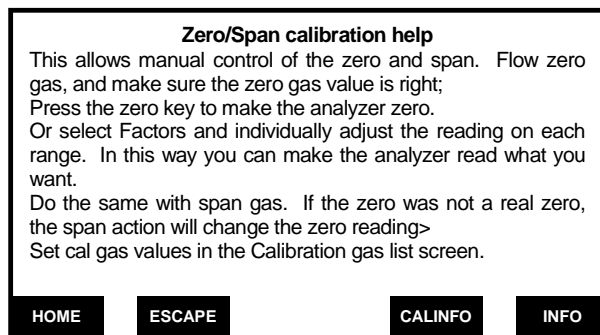 Zero/Span calibration help
This allows manual control of the zero and span. Flow zero
gas, and make sure the zero gas value is right;
Press the zero key to make the analyzer zero.
Or select Factors and individually adjust the reading on each
range. In this way you can make the analyzer read what you
want.
Do the same with span gas. If the zero was not a real zero,
the span action will change the zero reading>
Set cal gas values in the Calibration gas list screen.
HOME ESCAPE CALINFO INFO